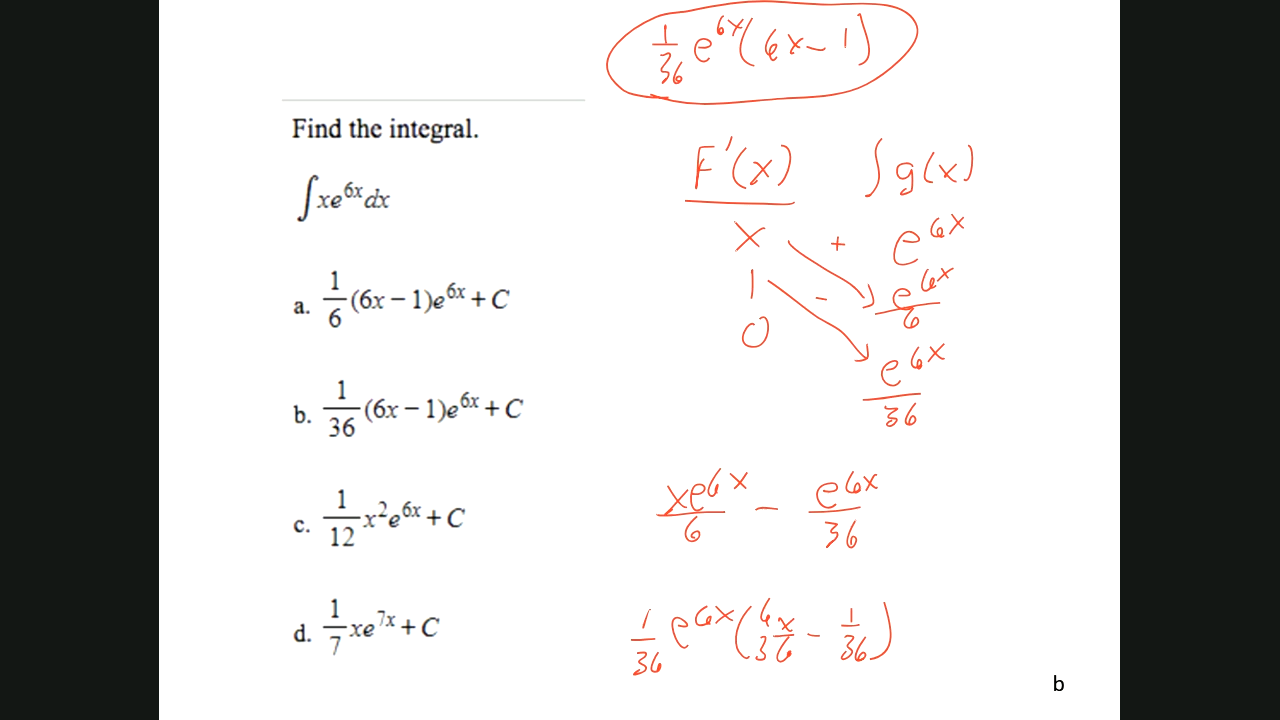 1/36 e^6x (6x - 1)
Find the integral.
∫xe^6x dx
a. 1/6 (6x − 1)e^6x + C
b. 1/36 (6x − 1)e^6x + C
c. 1/12 x^2e^6x + C
d. 1/7 xe^7x + C
F'(x) ∫g(x)
x + e^6x
1 - e^6x/6
0
e^6x/36
xe^6x/6 - e^6x/36
1/36 e^6x (6x/36 - 1/36)
b